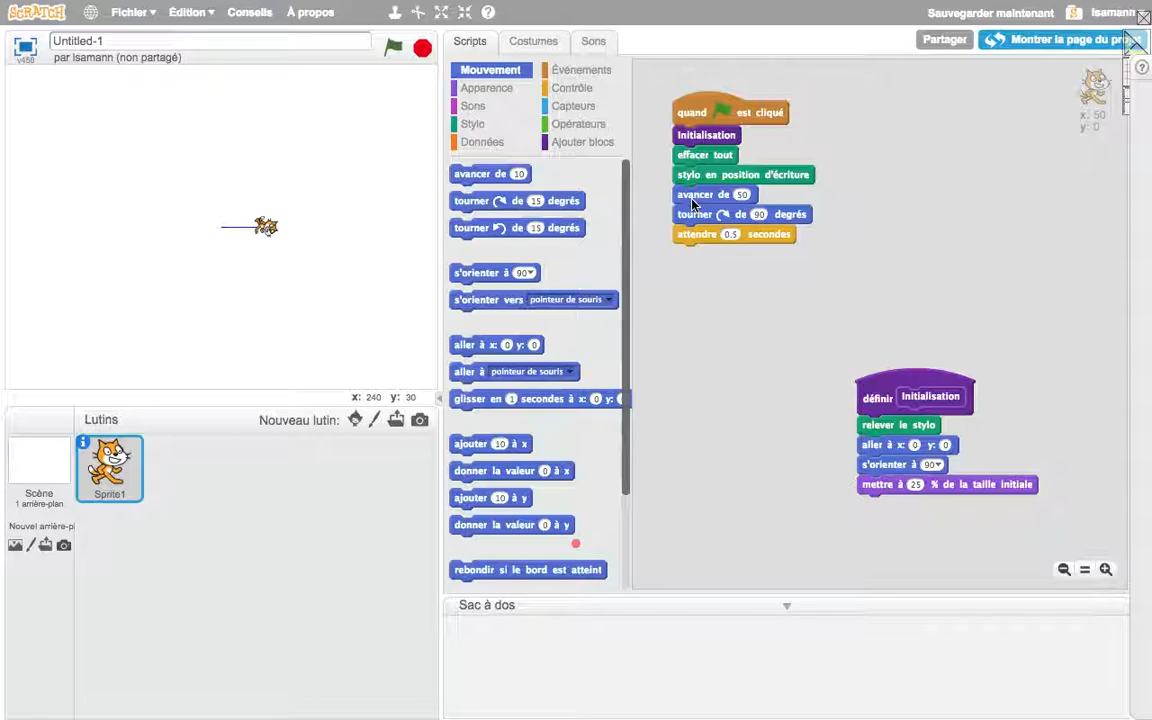 SCRATCH Fichier Édition Conseils À propos Sauvegarder maintenant lsamann
Untitled-1
par lsamann (non partagé)
v458
Scripts Costumes Sons
Partager Montrer la page du
Mouvement Événements
Apparence Contrôle
Sons Capteurs
Stylo Opérateurs
Données Ajouter blocs
avancer de 10
tourner de 15 degrés
tourner de 15 degrés
s'orienter à 90
s'orienter vers pointeur de souris
aller à x: 0 y: 0
aller à pointeur de souris
glisser en 1 secondes à x: 0 y:
ajouter 10 à x
donner la valeur 0 à x
ajouter 10 à y
donner la valeur 0 à y
rebondir si le bord est atteint
quand est cliqué
Initialisation
effacer tout
stylo en position d'écriture
avancer de 50
tourner de 90 degrés
attendre 0.5 secondes
x: 50
y: 0
définir Initialisation
relever le stylo
aller à x: 0 y: 0
s'orienter à 90
mettre à 25 % de la taille initiale
x: 240 y: 30
Lutins Nouveau lutin:
Scène
1 arrière-plan
Sprite1
Nouvel arrière-pl
Sac à dos